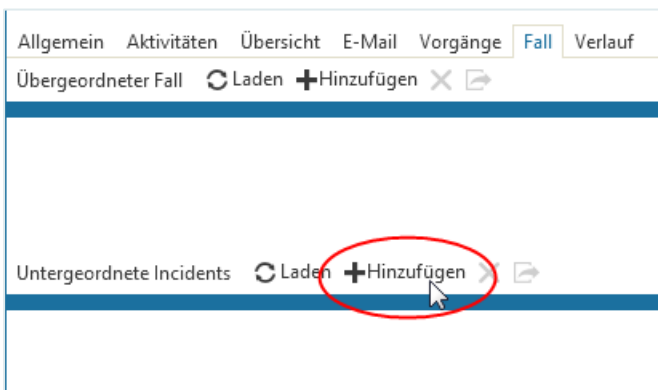 Allgemein Aktivitäten Übersicht E-Mail Vorgänge Fall Verlauf
Übergeordneter Fall Laden Hinzufügen
Untergeordnete Incidents Laden Hinzufügen